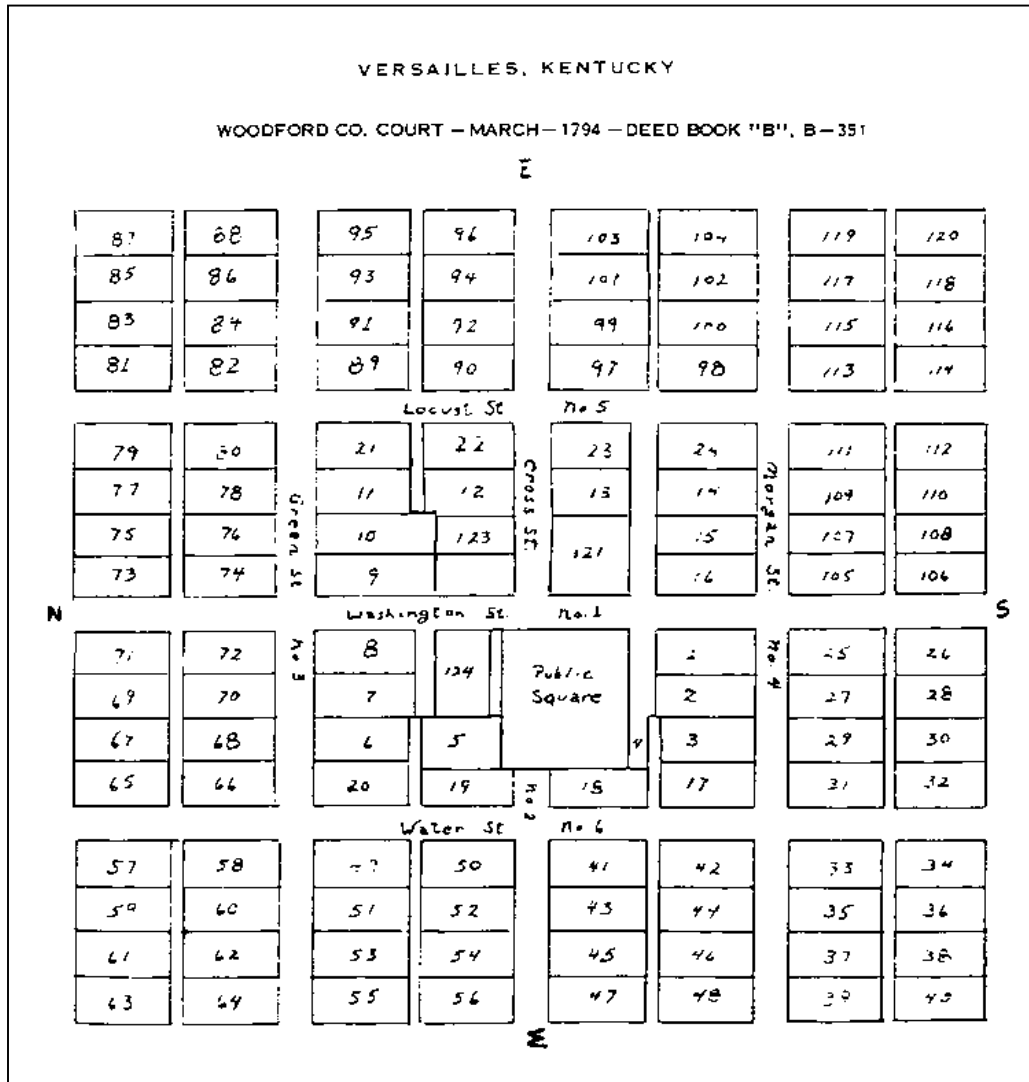 VERSAILLES, KENTUCKY
WOODFORD CO. COURT – MARCH – 1794 – DEED BOOK "B", B–351
E
87 88 95 96 103 104 119 120
85 86 93 94 101 102 117 118
83 84 91 92 99 100 115 116
81 82 89 90 97 98 113 114
Locust St No 5
79 80 21 22 23 24 111 112
77 78 11 12 13 14 109 110
75 76 10 123 121 15 107 108
73 74 9 16 105 106
Green St
Cross St.
Morgan St.
N
S
Washington St. No. 1
71 72 8 124 Public Square 1 25 26
69 70 7 2 27 28
67 68 6 5 4 3 29 30
65 66 20 19 18 17 31 32
No 3
No 2
No. 4
Water St No 6
57 58 50 41 42 33 34
59 60 51 52 43 44 35 36
61 62 53 54 45 46 37 38
63 64 55 56 47 48 39 40
W